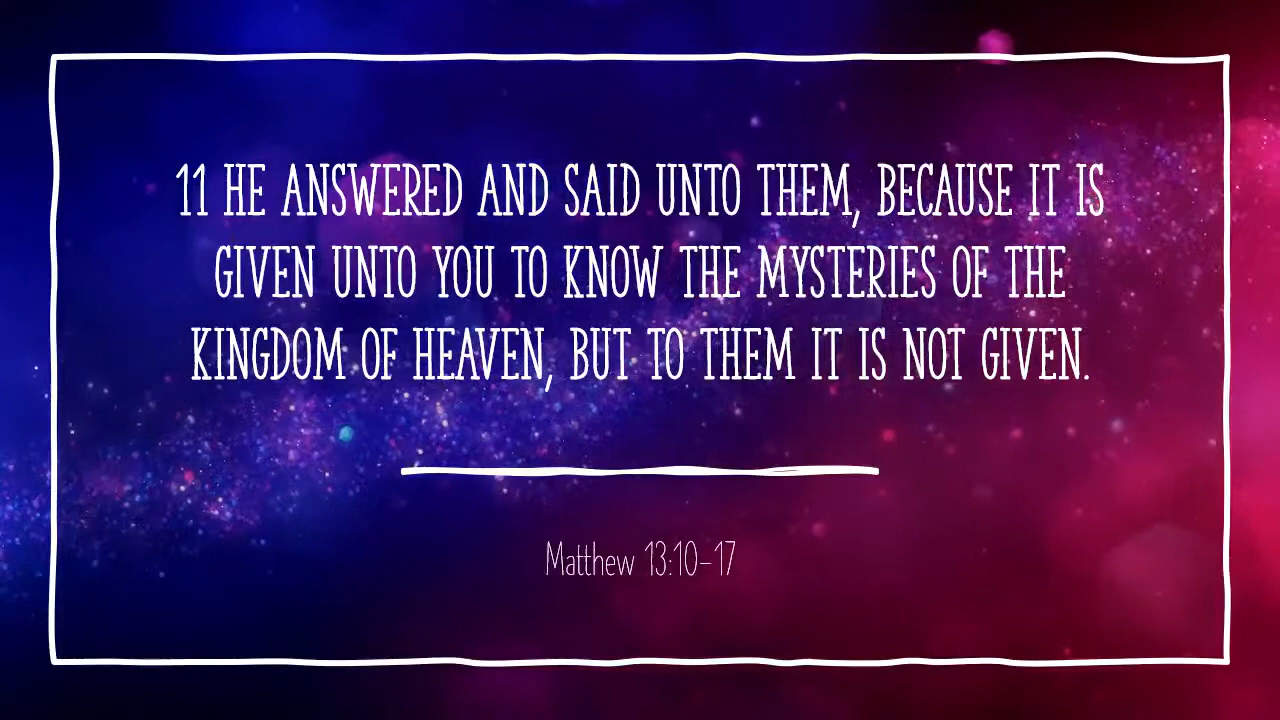 11 HE ANSWERED AND SAID UNTO THEM, BECAUSE IT IS
GIVEN UNTO YOU TO KNOW THE MYSTERIES OF THE
KINGDOM OF HEAVEN, BUT TO THEM IT IS NOT GIVEN.
Matthew 13:10-17